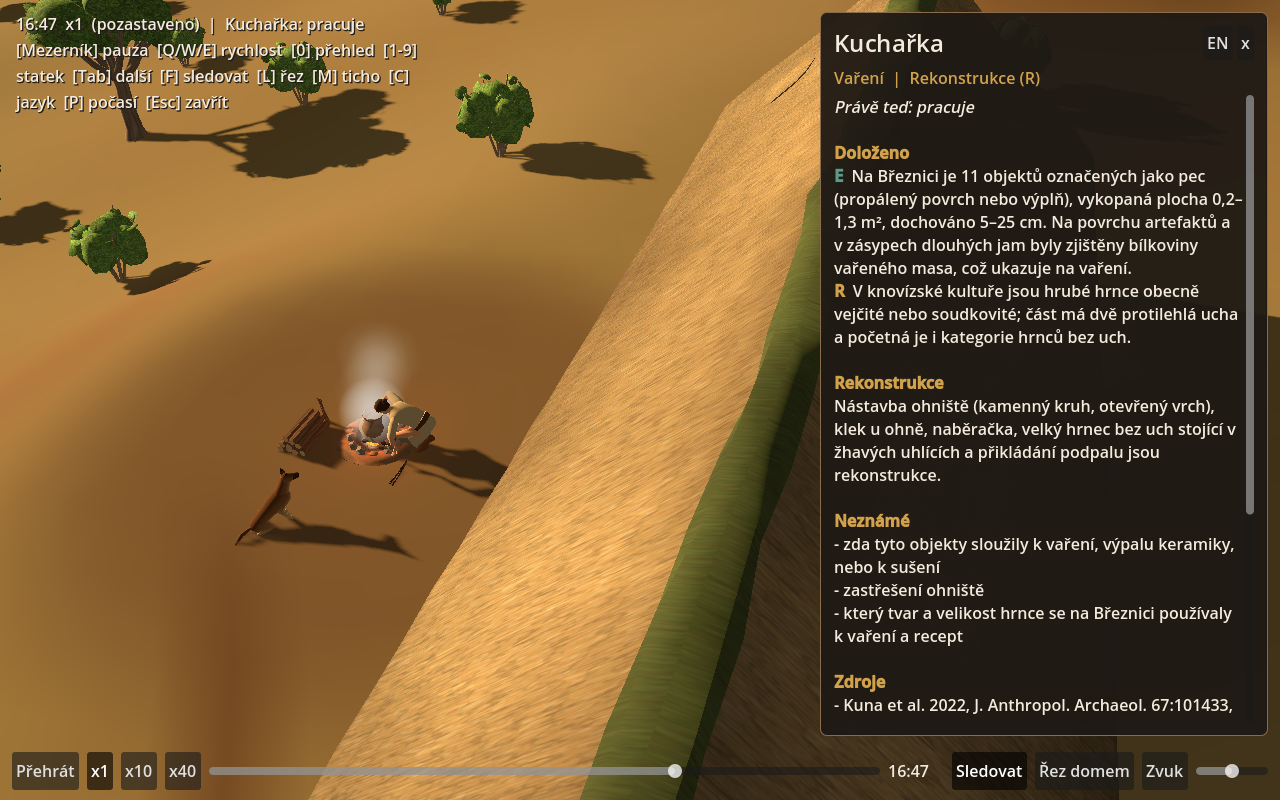 16:47  x1  (pozastaveno)  |  Kuchařka: pracuje
[Mezerník] pauza  [Q/W/E] rychlost  [0] přehled  [1-9]
statek  [Tab] další  [F] sledovat  [L] řez  [M] ticho  [C]
jazyk  [P] počasí  [Esc] zavřít
Kuchařka
EN  x
Vaření  |  Rekonstrukce (R)
Právě teď: pracuje
Doloženo
E  Na Březnici je 11 objektů označených jako pec
(propálený povrch nebo výplň), vykopaná plocha 0,2–
1,3 m², dochováno 5–25 cm. Na povrchu artefaktů a
v zásypech dlouhých jam byly zjištěny bílkoviny
vařeného masa, což ukazuje na vaření.
R  V knovízské kultuře jsou hrubé hrnce obecně
vejčité nebo soudkovité; část má dvě protilehlá ucha
a početná je i kategorie hrnců bez uch.
Rekonstrukce
Nástavba ohniště (kamenný kruh, otevřený vrch),
klek u ohně, naběračka, velký hrnec bez uch stojící v
žhavých uhlících a přikládání podpalu jsou
rekonstrukce.
Neznámé
- zda tyto objekty sloužily k vaření, výpalu keramiky,
nebo k sušení
- zastřešení ohniště
- který tvar a velikost hrnce se na Březnici používaly
k vaření a recept
Zdroje
- Kuna et al. 2022, J. Anthropol. Archaeol. 67:101433,
Přehrát  x1  x10  x40  16:47  Sledovat  Řez domem  Zvuk